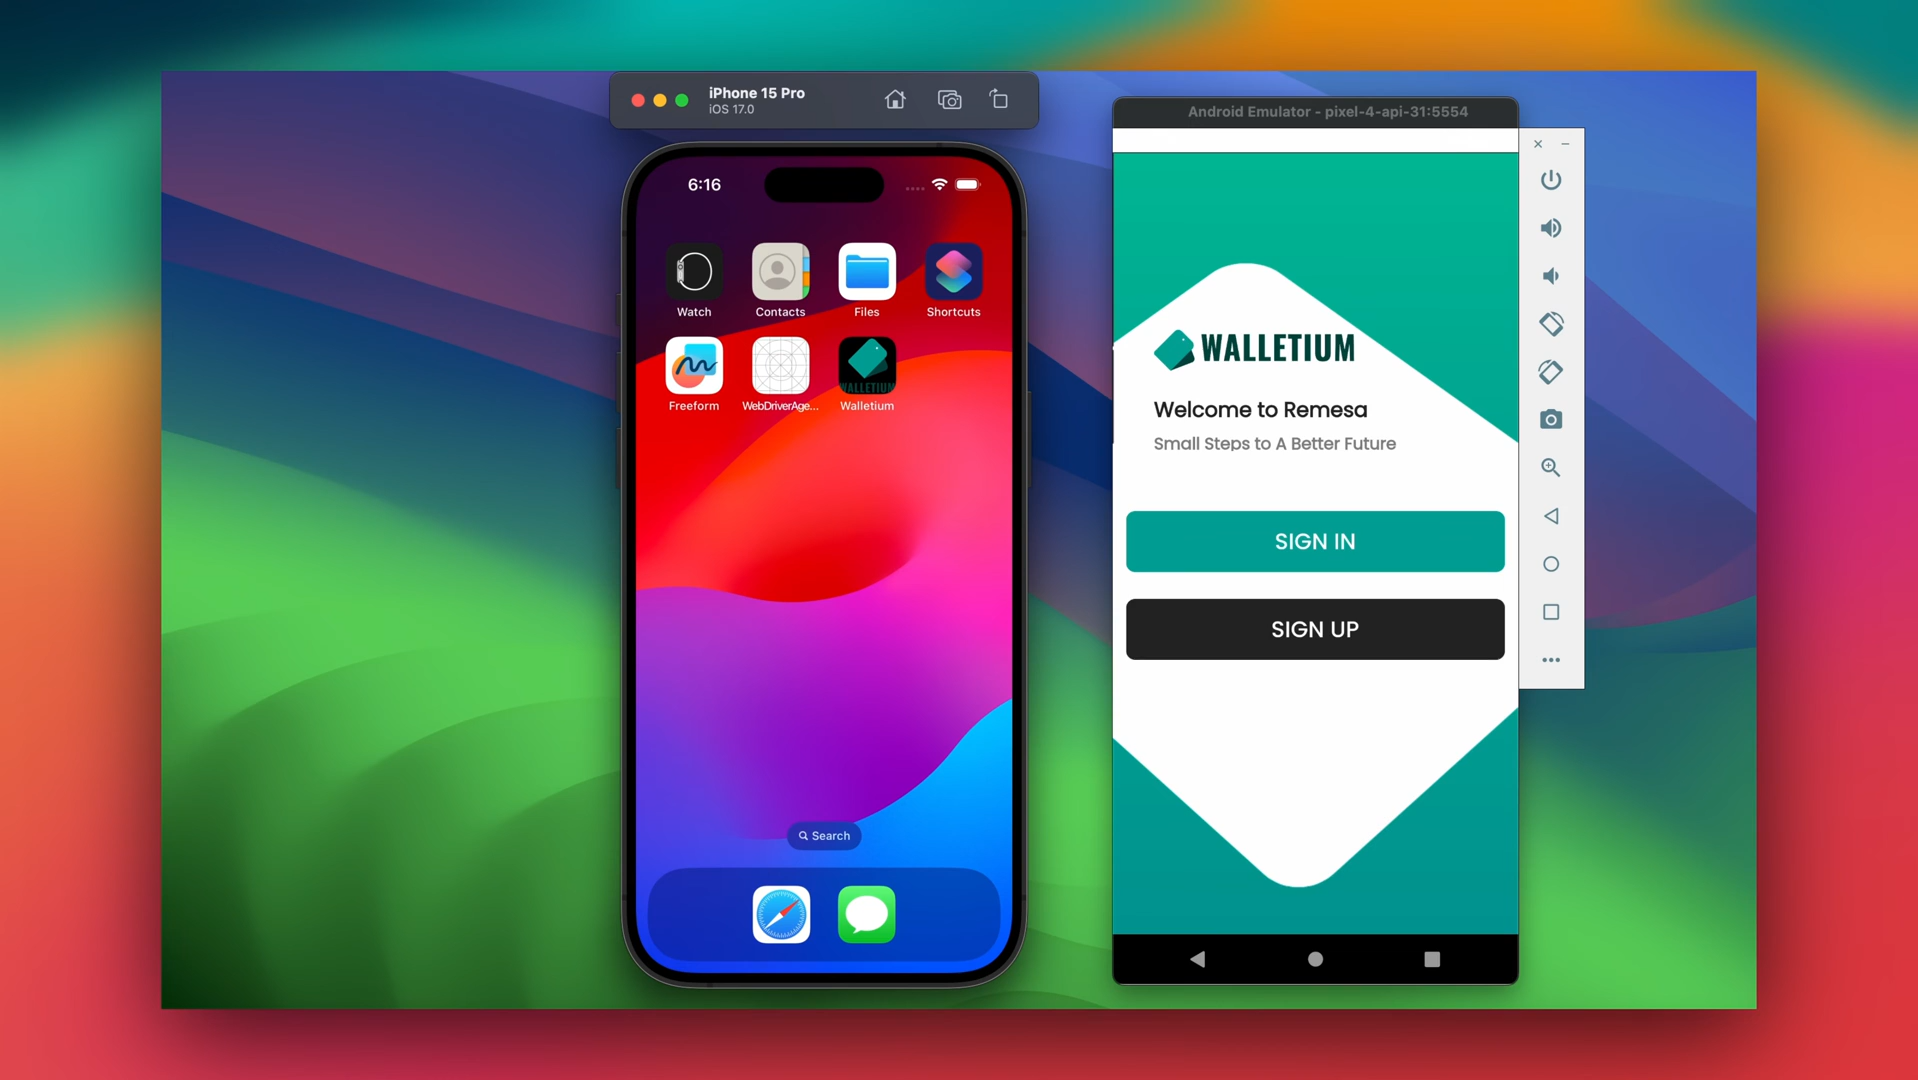 iPhone 15 Pro
iOS 17.0
6:16
Watch
Contacts
Files
Shortcuts
WALLETIUM
Freeform
WebDriverAge...
Walletium
Search
Android Emulator - pixel-4-api-31:5554
WALLETIUM
Welcome to Remesa
Small Steps to A Better Future
SIGN IN
SIGN UP